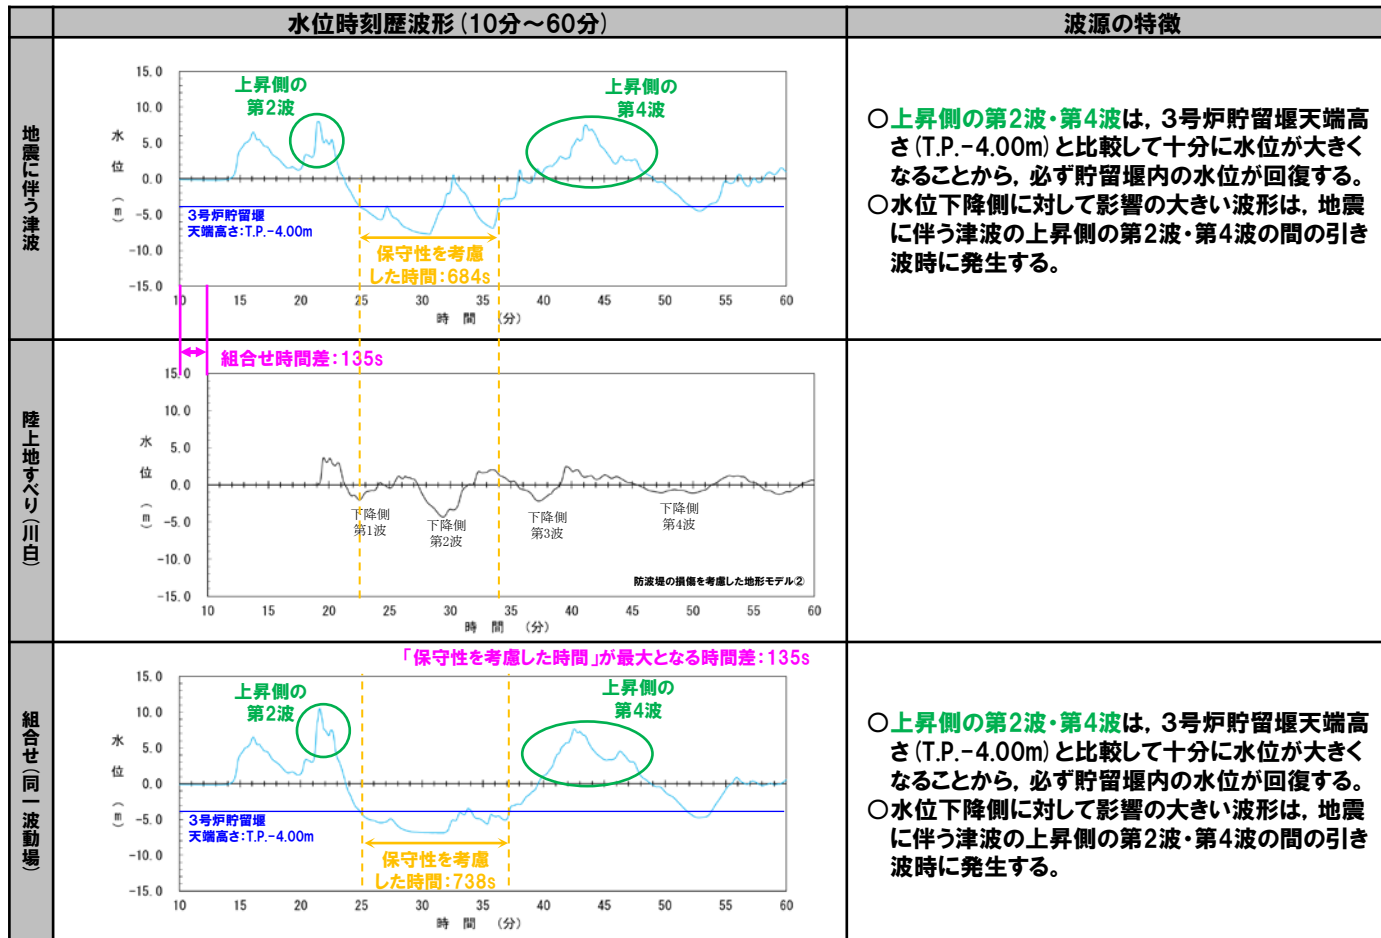 水位時刻歴波形(10分～60分)
波源の特徴
地震に伴う津波
15.0
10.0
5.0
0.0
-5.0
-10.0
-15.0
水位(m)
上昇側の
第2波
上昇側の
第4波
3号炉貯留堰
天端高さ:T.P.-4.00m
保守性を考慮
した時間:684s
10 15 20 25 30 35 40 45 50 55 60
時 間 (分)
○上昇側の第2波・第4波は，3号炉貯留堰天端高
さ(T.P.-4.00m)と比較して十分に水位が大きく
なることから，必ず貯留堰内の水位が回復する。
○水位下降側に対して影響の大きい波形は，地震
に伴う津波の上昇側の第2波・第4波の間の引き
波時に発生する。
陸上地すべり(川白)
組合せ時間差:135s
15.0
10.0
5.0
0.0
-5.0
-10.0
-15.0
水位(m)
下降側
第1波
下降側
第2波
下降側
第3波
下降側
第4波
防波堤の損傷を考慮した地形モデル②
10 15 20 25 30 35 40 45 50 55 60
時 間 (分)
組合せ(同一波動場)
「保守性を考慮した時間」が最大となる時間差:135s
15.0
10.0
5.0
0.0
-5.0
-10.0
-15.0
水位(m)
上昇側の
第2波
上昇側の
第4波
3号炉貯留堰
天端高さ:T.P.-4.00m
保守性を考慮
した時間:738s
10 15 20 25 30 35 40 45 50 55 60
時 間 (分)
○上昇側の第2波・第4波は，3号炉貯留堰天端高
さ(T.P.-4.00m)と比較して十分に水位が大きく
なることから，必ず貯留堰内の水位が回復する。
○水位下降側に対して影響の大きい波形は，地震
に伴う津波の上昇側の第2波・第4波の間の引き
波時に発生する。